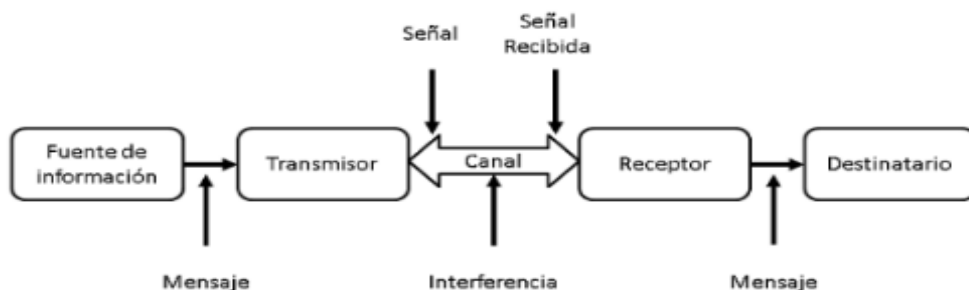 Señal
Señal
Recibida
Fuente de
información
Transmisor
Canal
Receptor
Destinatario
Mensaje
Interferencia
Mensaje